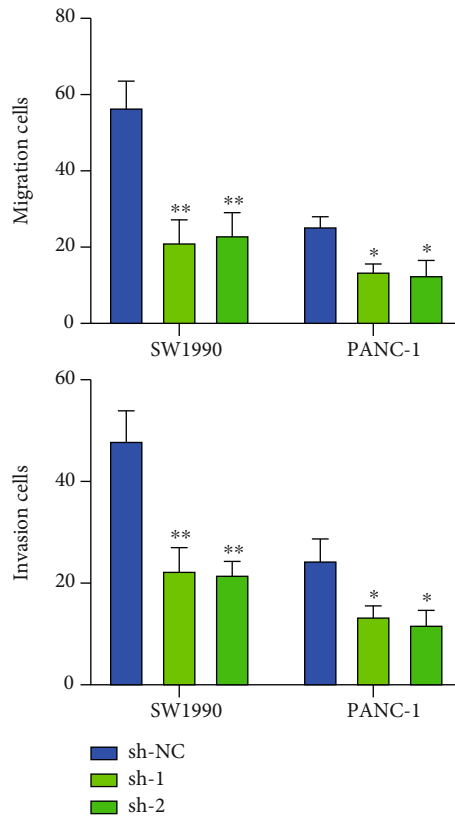 80
60
40
20
0
Migration cells
** ** * *
SW1990 PANC-1
60
40
20
0
Invasion cells
** ** * *
SW1990 PANC-1
sh-NC
sh-1
sh-2